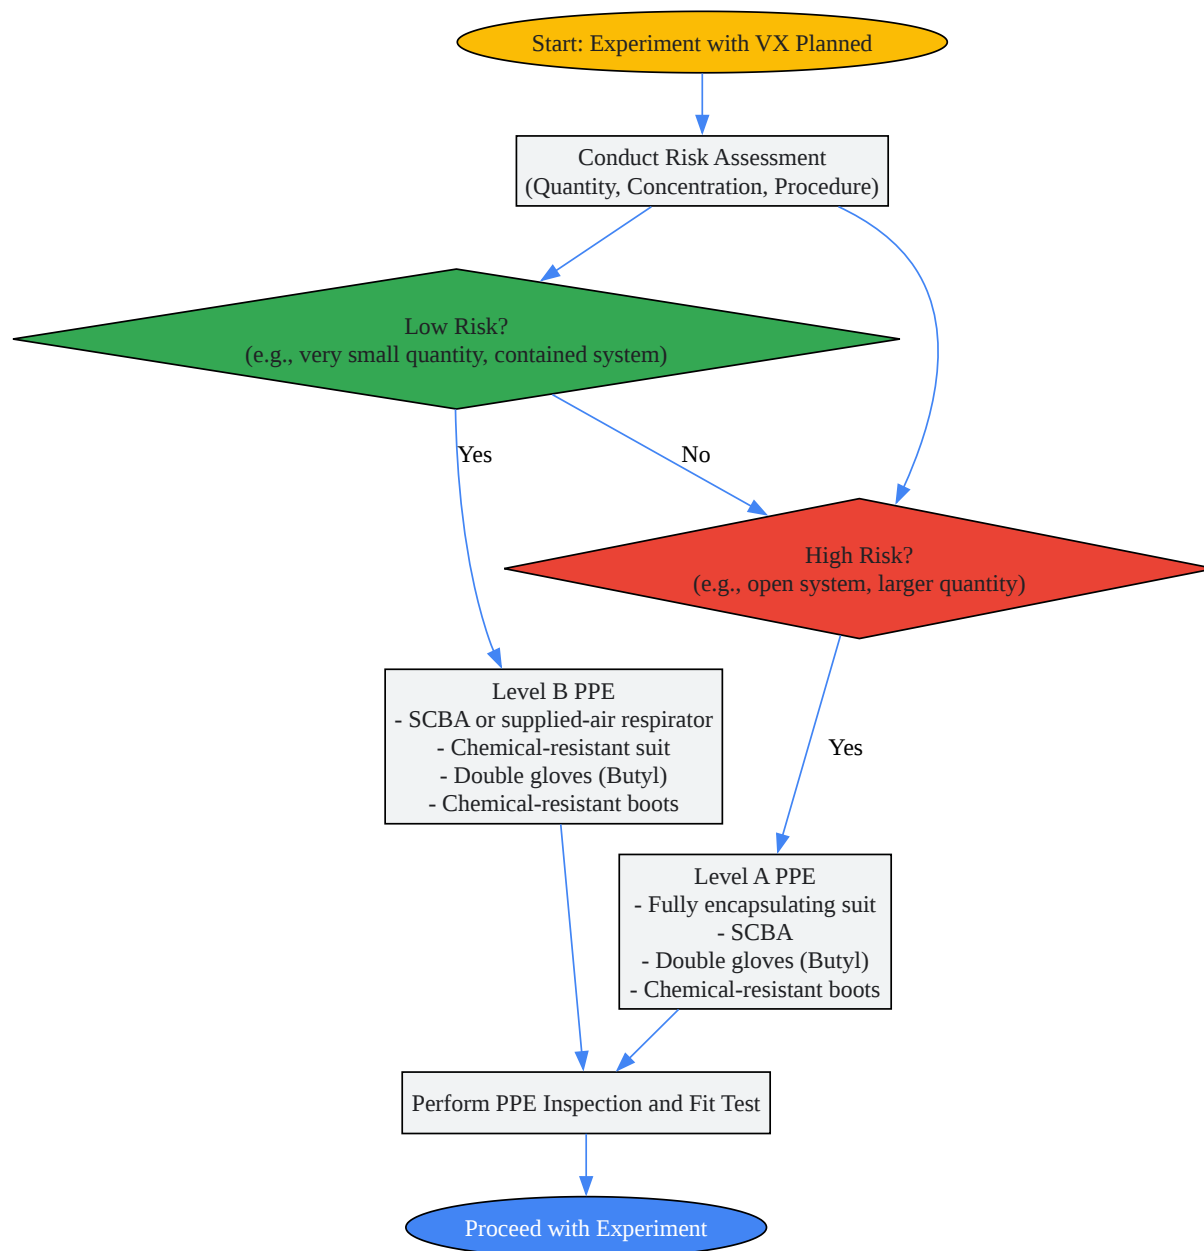 Start: Experiment with VX Planned
Conduct Risk Assessment
(Quantity, Concentration, Procedure)
Low Risk?
(e.g., very small quantity, contained system)
Yes
No
High Risk?
(e.g., open system, larger quantity)
Level B PPE
- SCBA or supplied-air respirator
- Chemical-resistant suit
- Double gloves (Butyl)
- Chemical-resistant boots
Yes
Level A PPE
- Fully encapsulating suit
- SCBA
- Double gloves (Butyl)
- Chemical-resistant boots
Perform PPE Inspection and Fit Test
Proceed with Experiment